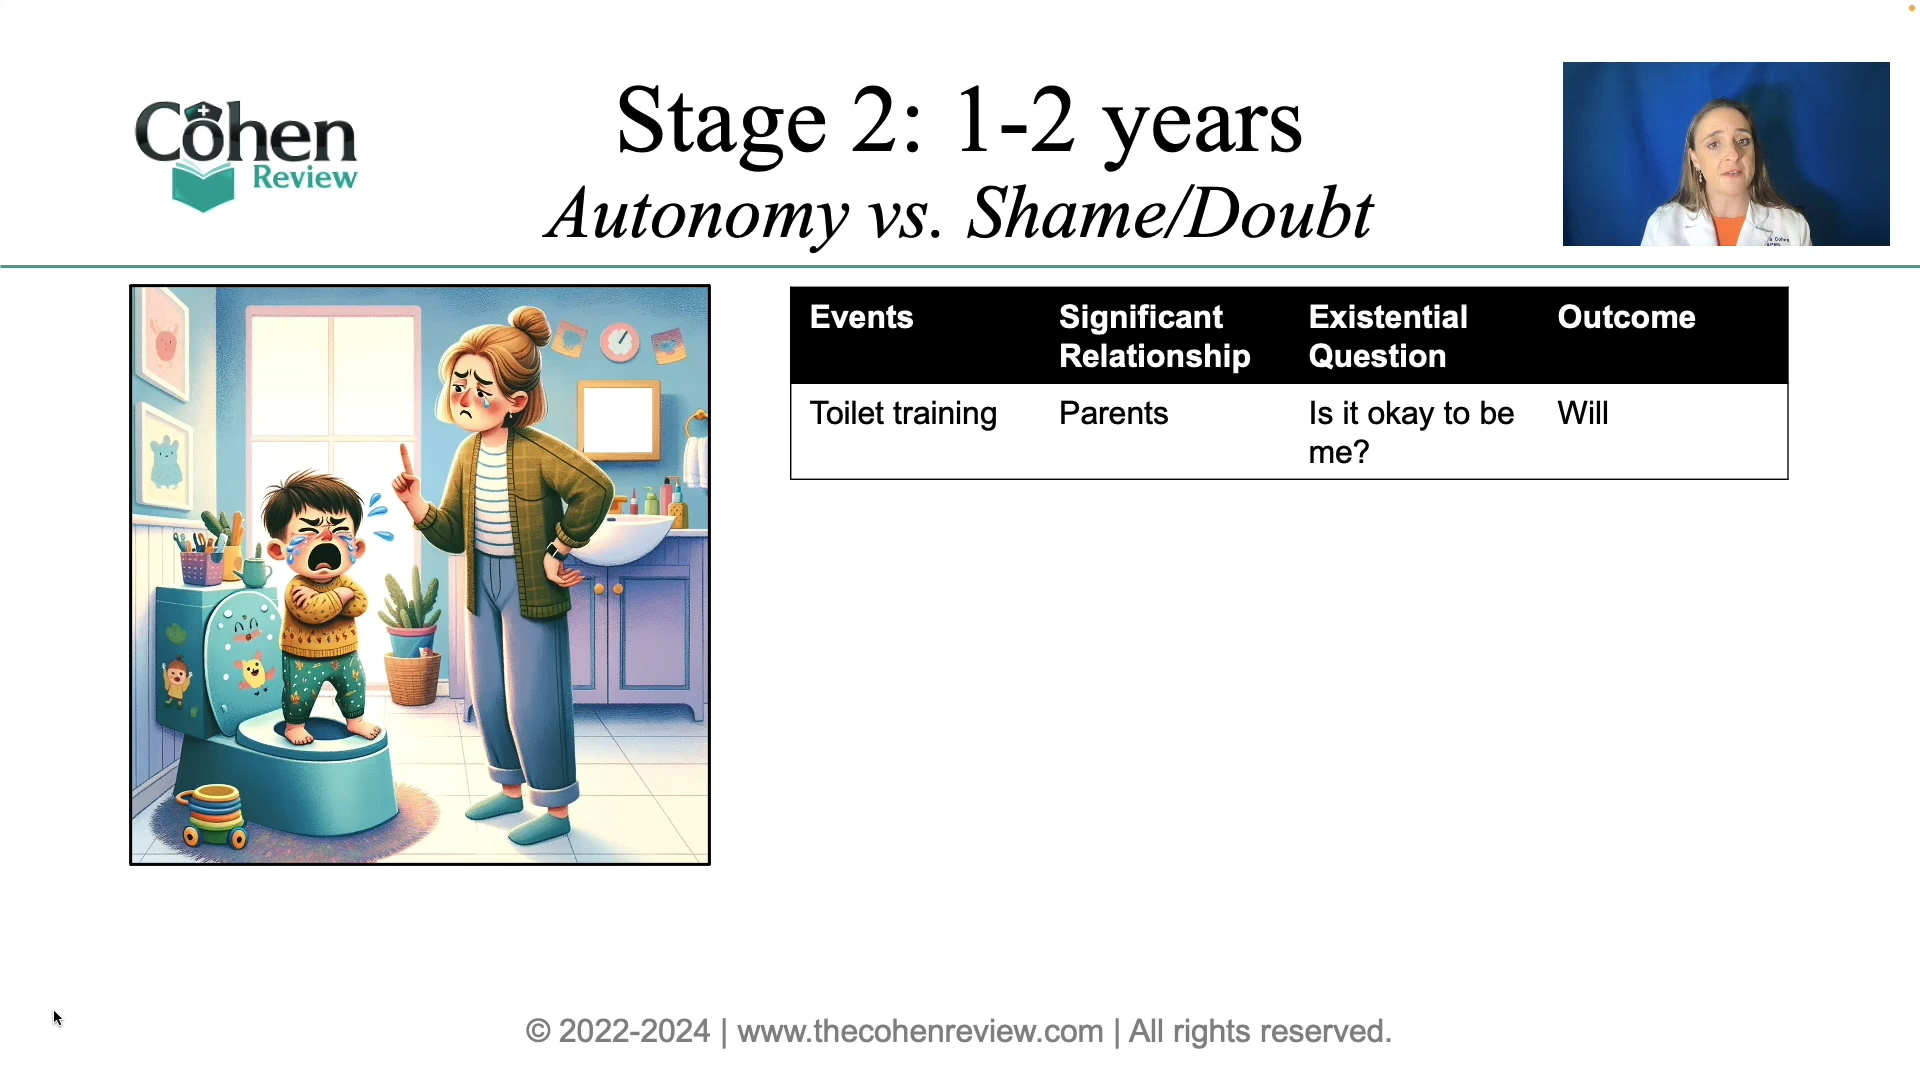 Cohen
Review
Stage 2: 1-2 years
Autonomy vs. Shame/Doubt
Events
Significant
Relationship
Existential
Question
Outcome
Toilet training
Parents
Is it okay to be
me?
Will
© 2022-2024 | www.thecohenreview.com | All rights reserved.